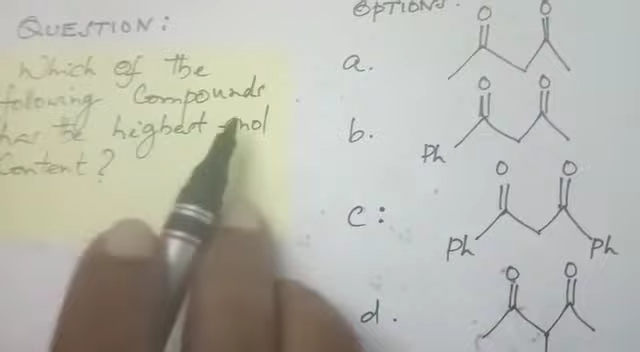 QUESTION:
Which of the
following Compounds
has the highest enol
Content?
OPTIONS.
a.
O O
b.
O O
Ph
c:
O O
Ph Ph
d.
O O